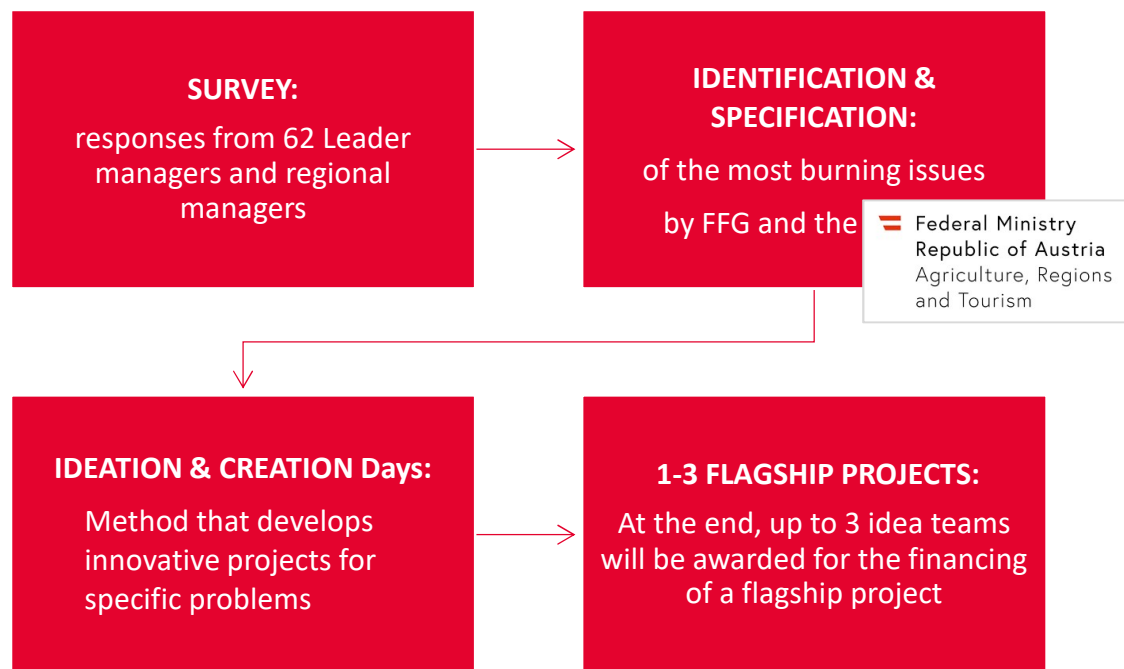 SURVEY:
responses from 62 Leader
managers and regional
managers
IDENTIFICATION &
SPECIFICATION:
of the most burning issues
by FFG and the
Federal Ministry
Republic of Austria
Agriculture, Regions
and Tourism
IDEATION & CREATION Days:
Method that develops
innovative projects for
specific problems
1-3 FLAGSHIP PROJECTS:
At the end, up to 3 idea teams
will be awarded for the financing
of a flagship project